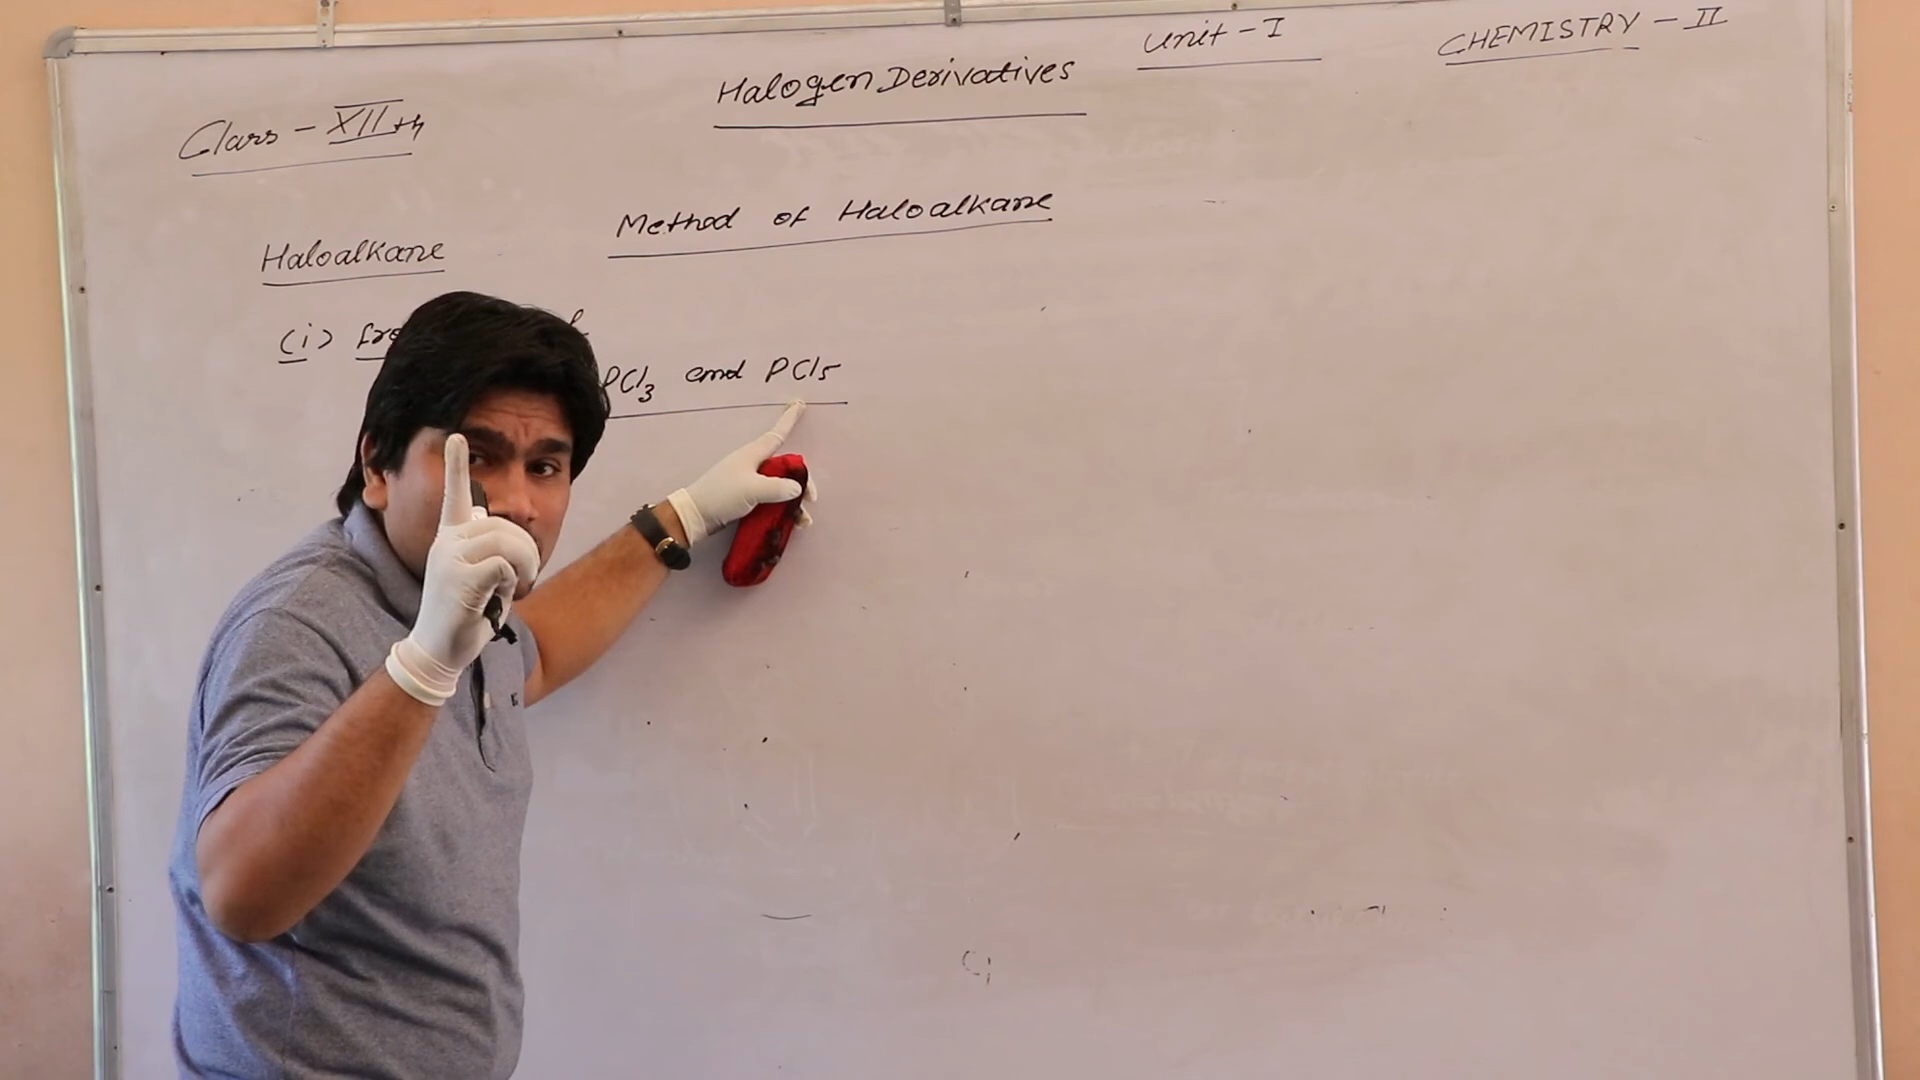 Unit-I
CHEMISTRY-II
Halogen Derivatives
Class-XIIth
Method of Haloalkane
Haloalkane
(i)
PCl3 and PCl5